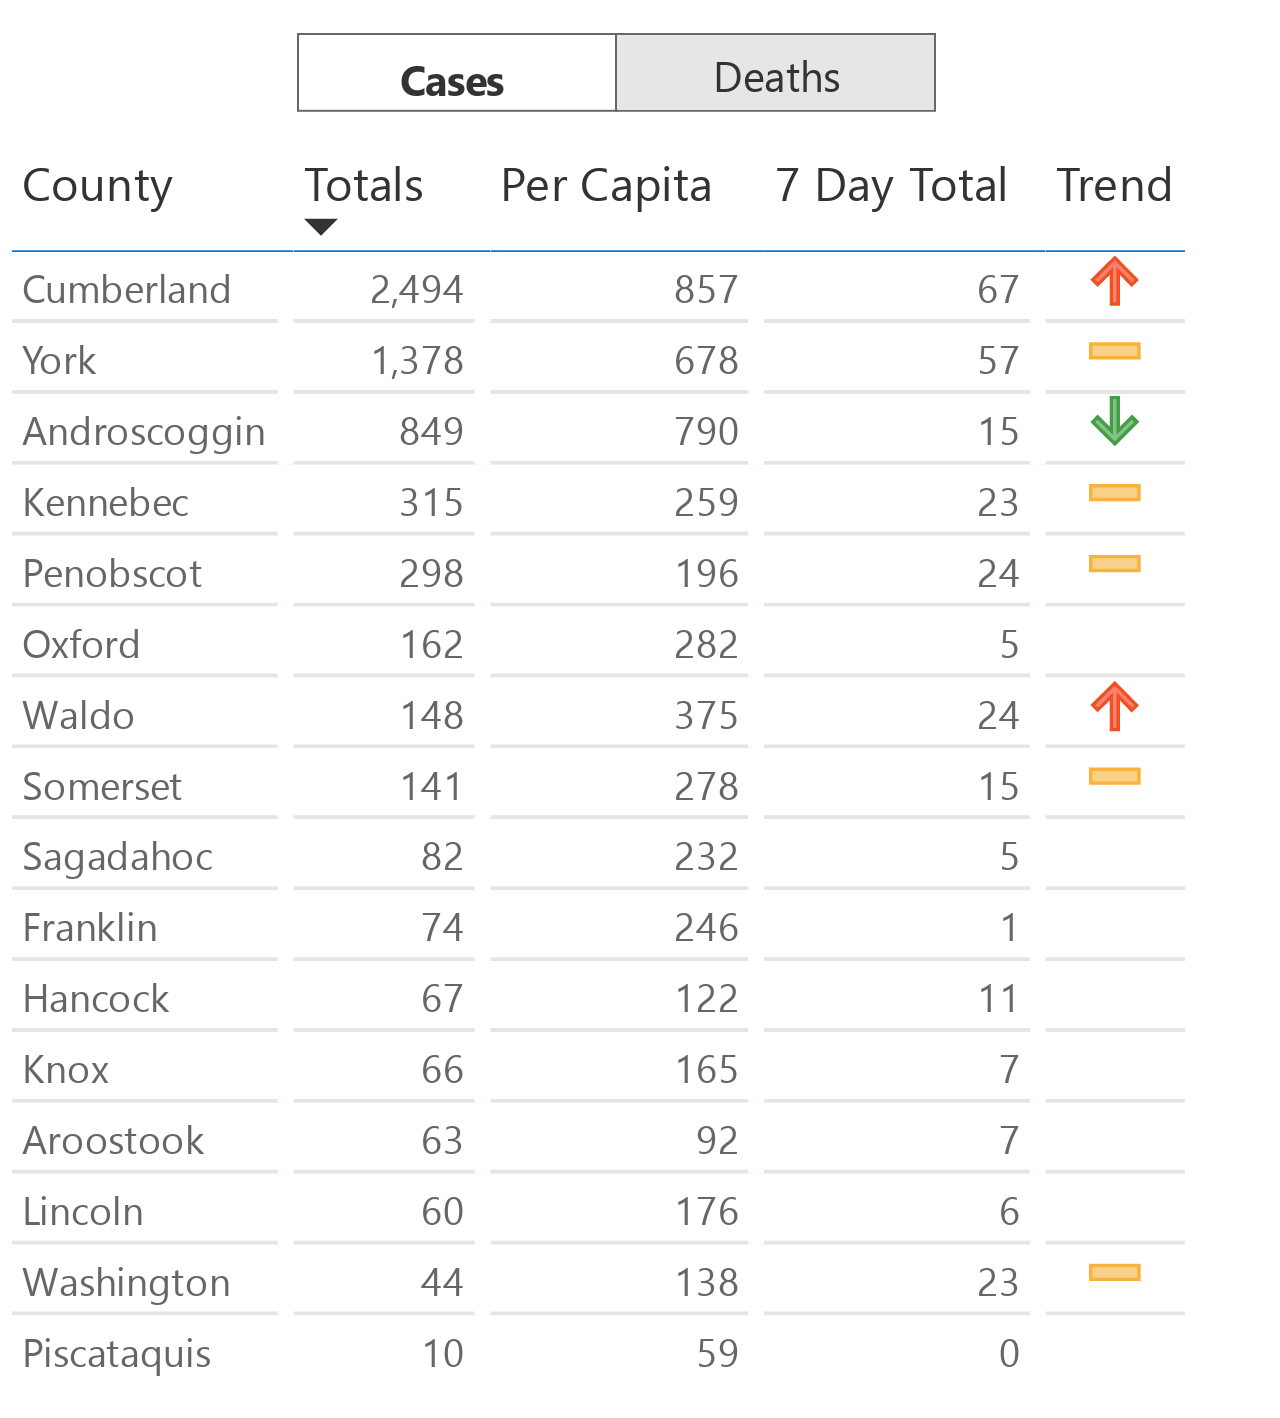 Cases Deaths
County Totals Per Capita 7 Day Total Trend
Cumberland 2,494 857 67
York 1,378 678 57
Androscoggin 849 790 15
Kennebec 315 259 23
Penobscot 298 196 24
Oxford 162 282 5
Waldo 148 375 24
Somerset 141 278 15
Sagadahoc 82 232 5
Franklin 74 246 1
Hancock 67 122 11
Knox 66 165 7
Aroostook 63 92 7
Lincoln 60 176 6
Washington 44 138 23
Piscataquis 10 59 0